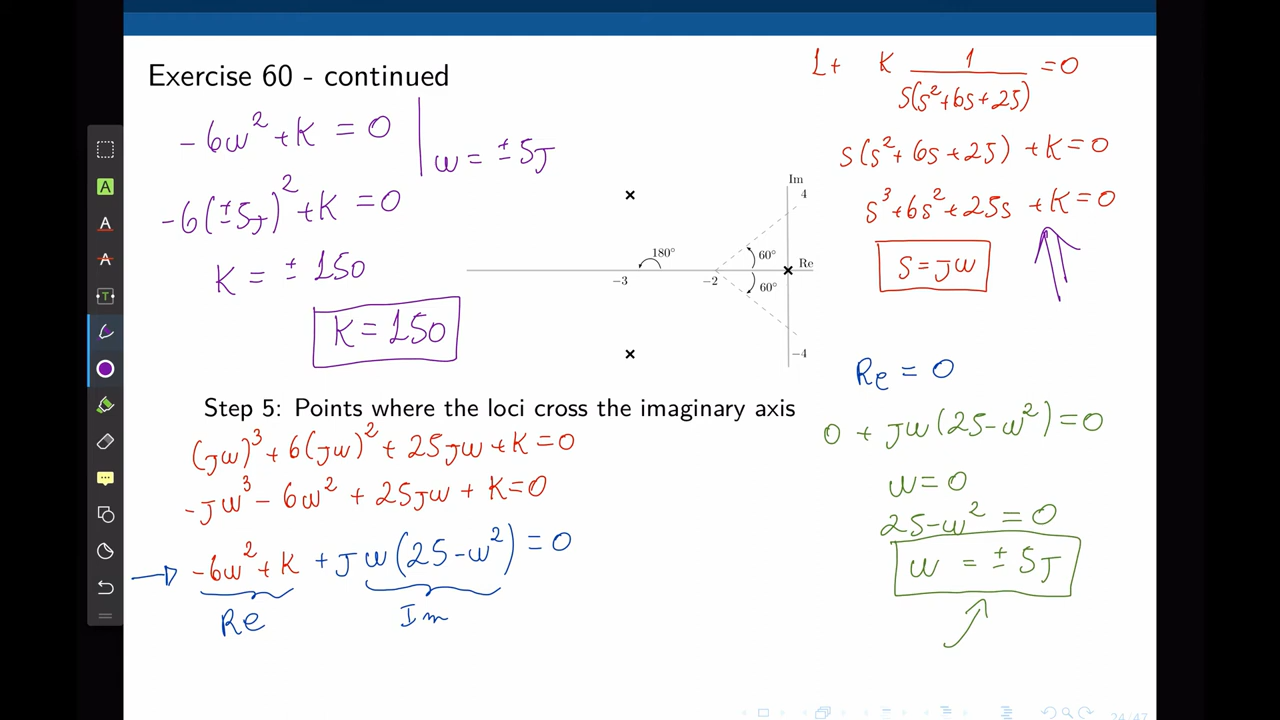 Exercise 60 - continued
-6ω² + K = 0 | ω = ±5J
-6(±5J)² + K = 0
K = ± 150
K = 150
Im
4
180°
60°
Re
-3
-2
60°
-4
1+ K 1/(s(s²+6s+25)) = 0
s(s²+6s+25) + K = 0
s³+6s²+25s + K = 0
s = Jω
Step 5: Points where the loci cross the imaginary axis
(Jω)³ + 6(Jω)² + 25Jω + K = 0
-Jω³ - 6ω² + 25Jω + K = 0
-6ω² + K + Jω(25-ω²) = 0
Re Im
Re = 0
0 + Jω(25-ω²) = 0
ω = 0
25-ω² = 0
ω = ±5J
A
A
A
T
24/47